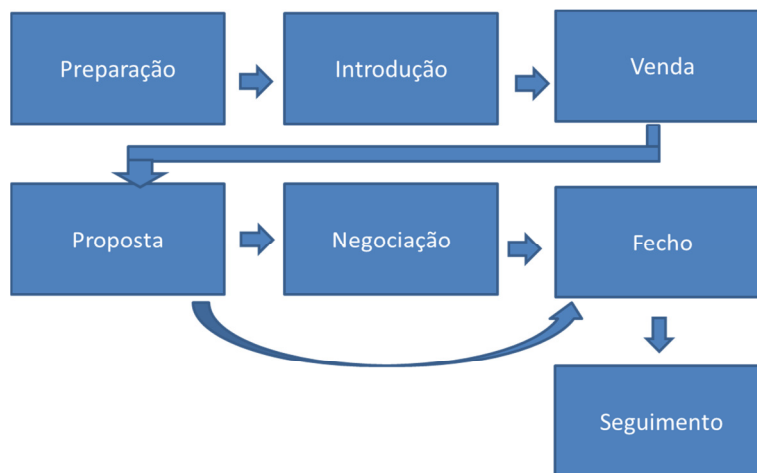 Preparação
Introdução
Venda
Proposta
Negociação
Fecho
Seguimento